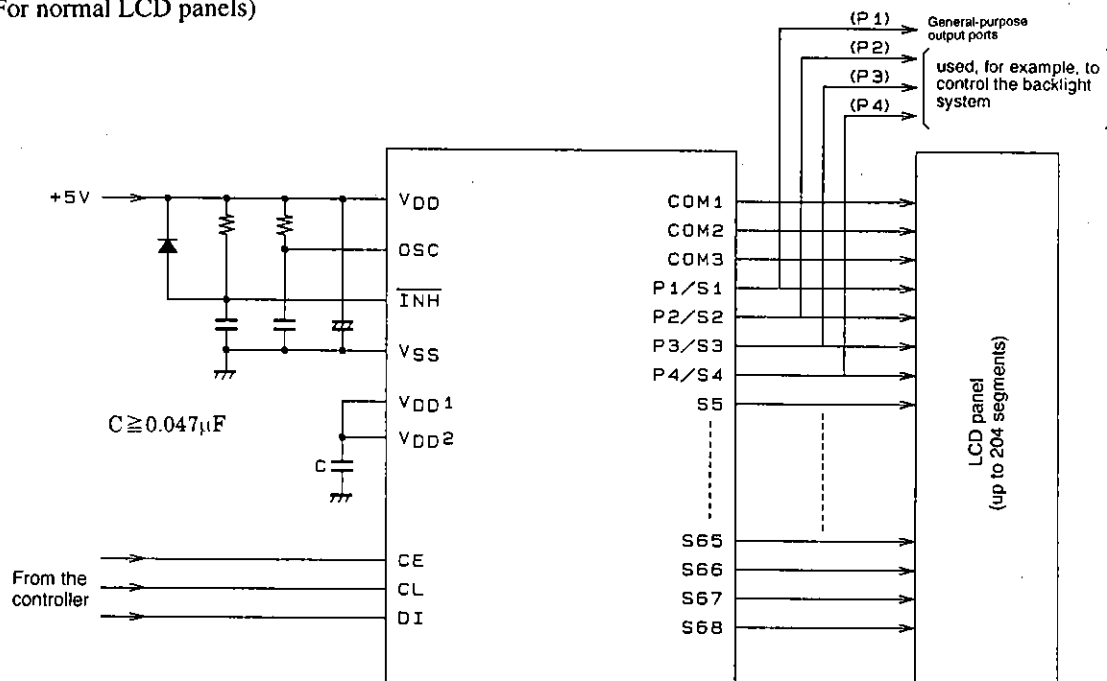 For normal LCD panels)
(P1)
General-purpose
output ports
(P2)
(P3)
(P4)
used, for example, to
control the backlight
system
+5V
VDD
OSC
INH
VSS
VDD1
VDD2
C≧0.047μF
C
From the
controller
CE
CL
DI
COM1
COM2
COM3
P1/S1
P2/S2
P3/S3
P4/S4
S5
S65
S66
S67
S68
LCD panel
(up to 204 segments)